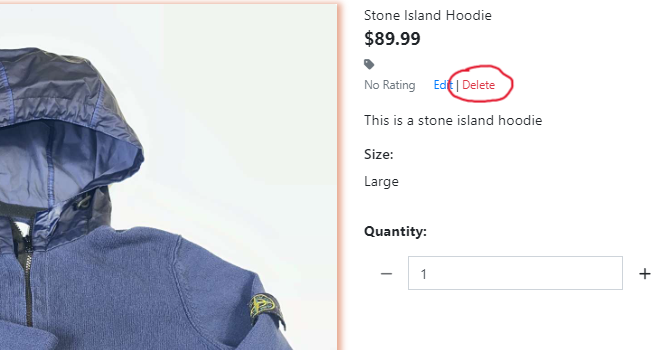 Stone Island Hoodie
$89.99
No Rating Edit | Delete
This is a stone island hoodie
Size:
Large
Quantity:
− 1 +